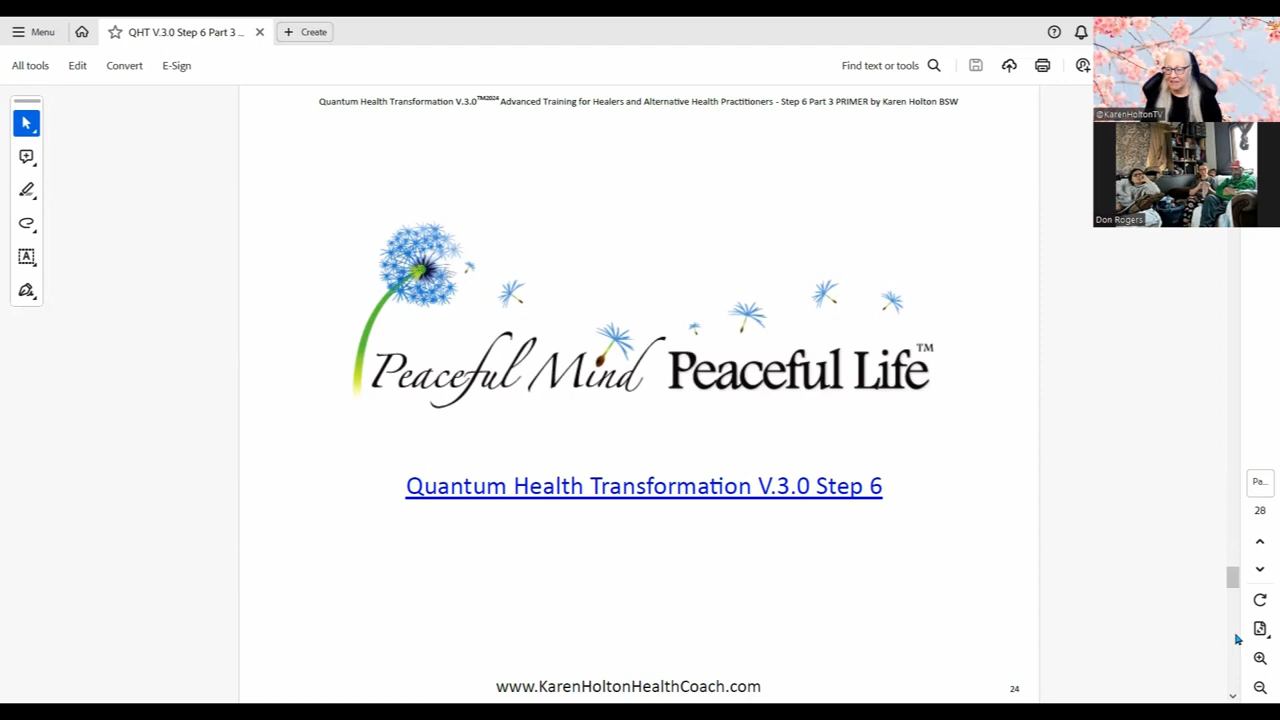 Menu
QHT V.3.0 Step 6 Part 3 ...
Create
All tools
Edit
Convert
E-Sign
Find text or tools
@KarenHoltonTV
Don Rogers
Quantum Health Transformation V.3.0™2024 Advanced Training for Healers and Alternative Health Practitioners - Step 6 Part 3 PRIMER by Karen Holton BSW
Peaceful Mind Peaceful Life™
Quantum Health Transformation V.3.0 Step 6
Pa...
28
www.KarenHoltonHealthCoach.com
24